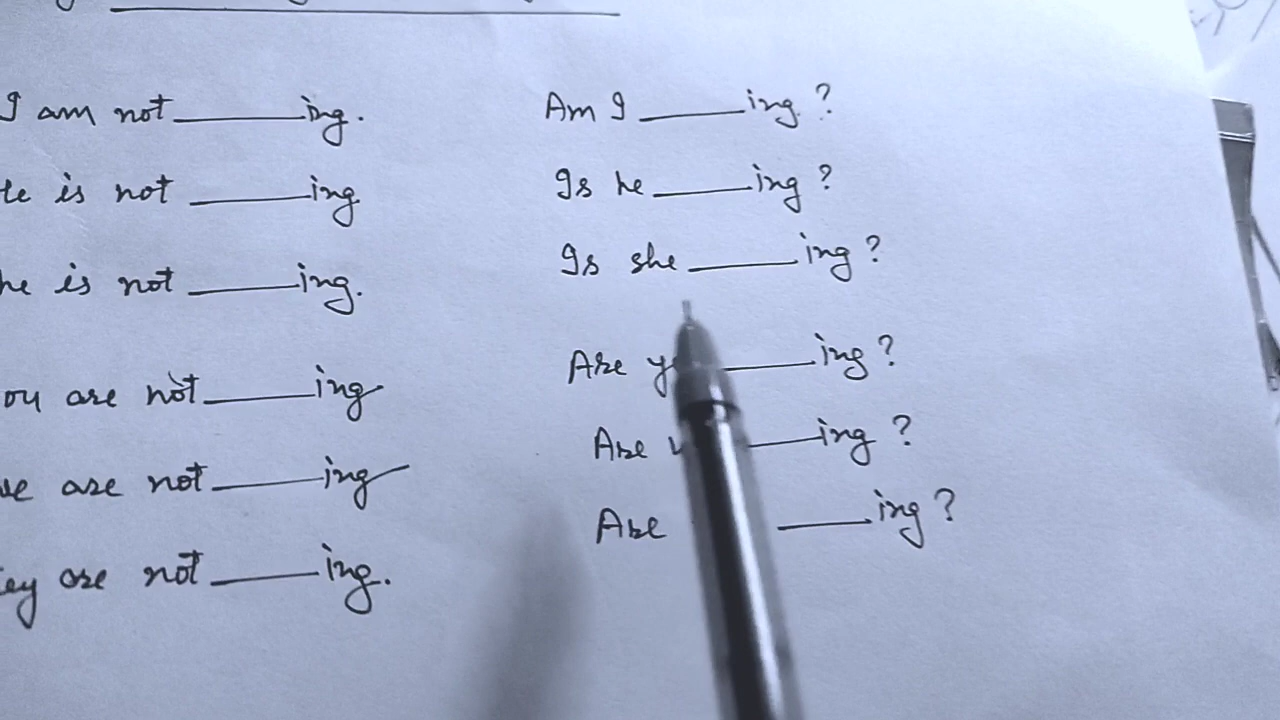 I am not ______ing.
is not ______ing
is not ______ing.
are not ______ing
are not ______ing
are not ______ing.
Am I ______ing?
Is he ______ing?
Is she ______ing?
Are ______ing?
Are ______ing?
Are ______ing?